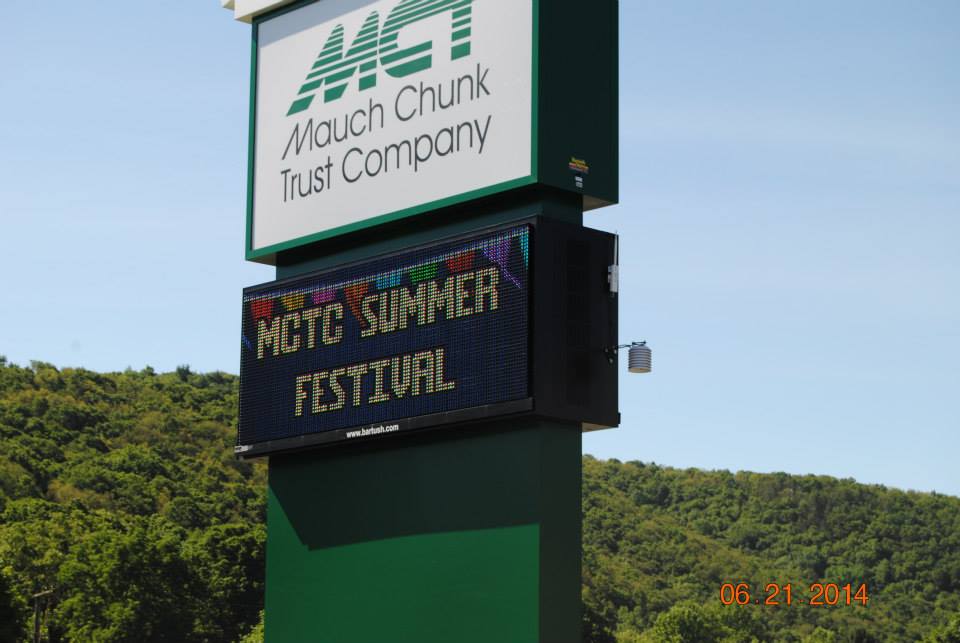 MCT
Mauch Chunk
Trust Company
MCTC SUMMER
FESTIVAL
www.bartush.com
06.21.2014